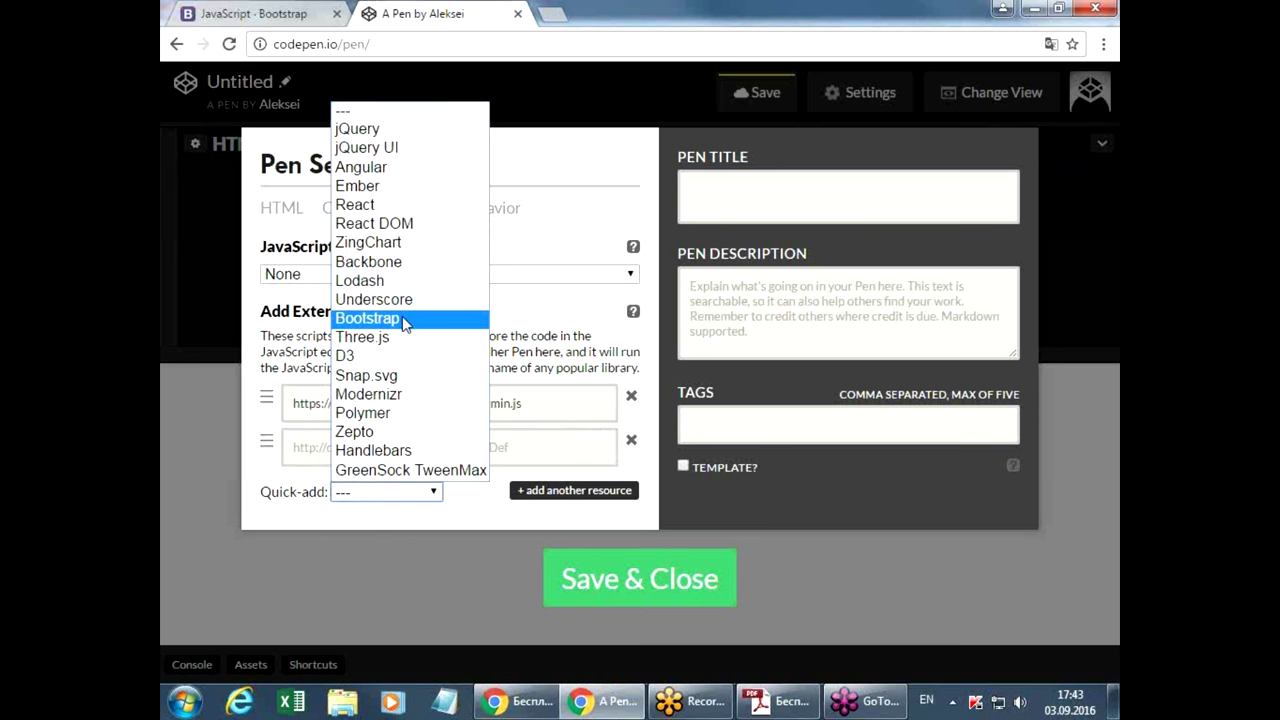 JavaScript · Bootstrap
A Pen by Aleksei
codepen.io/pen/
Untitled
A PEN BY Aleksei
Save
Settings
Change View
HT
Pen Se
HTML C avior
JavaScript
None
Add Exter
These scripts ore the code in the
JavaScript ed her Pen here, and it will run
the JavaScrip name of any popular library.
https:/ min.js
http://c Def
Quick-add: ---
+ add another resource
---
jQuery
jQuery UI
Angular
Ember
React
React DOM
ZingChart
Backbone
Lodash
Underscore
Bootstrap
Three.js
D3
Snap.svg
Modernizr
Polymer
Zepto
Handlebars
GreenSock TweenMax
PEN TITLE
PEN DESCRIPTION
Explain what's going on in your Pen here. This text is
searchable, so it can also help others find your work.
Remember to credit others where credit is due. Markdown
supported.
TAGS
COMMA SEPARATED, MAX OF FIVE
TEMPLATE?
Save & Close
Console Assets Shortcuts
Беспл...
A Pen...
Recor...
Бесп...
GoTo...
EN
17:43
03.09.2016